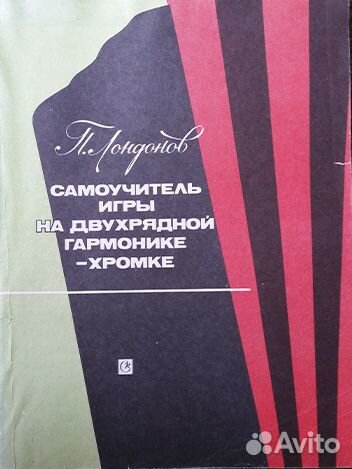 П. Лондонов
САМОУЧИТЕЛЬ
ИГРЫ
НА ДВУХРЯДНОЙ
ГАРМОНИКЕ
-ХРОМКЕ
Avito